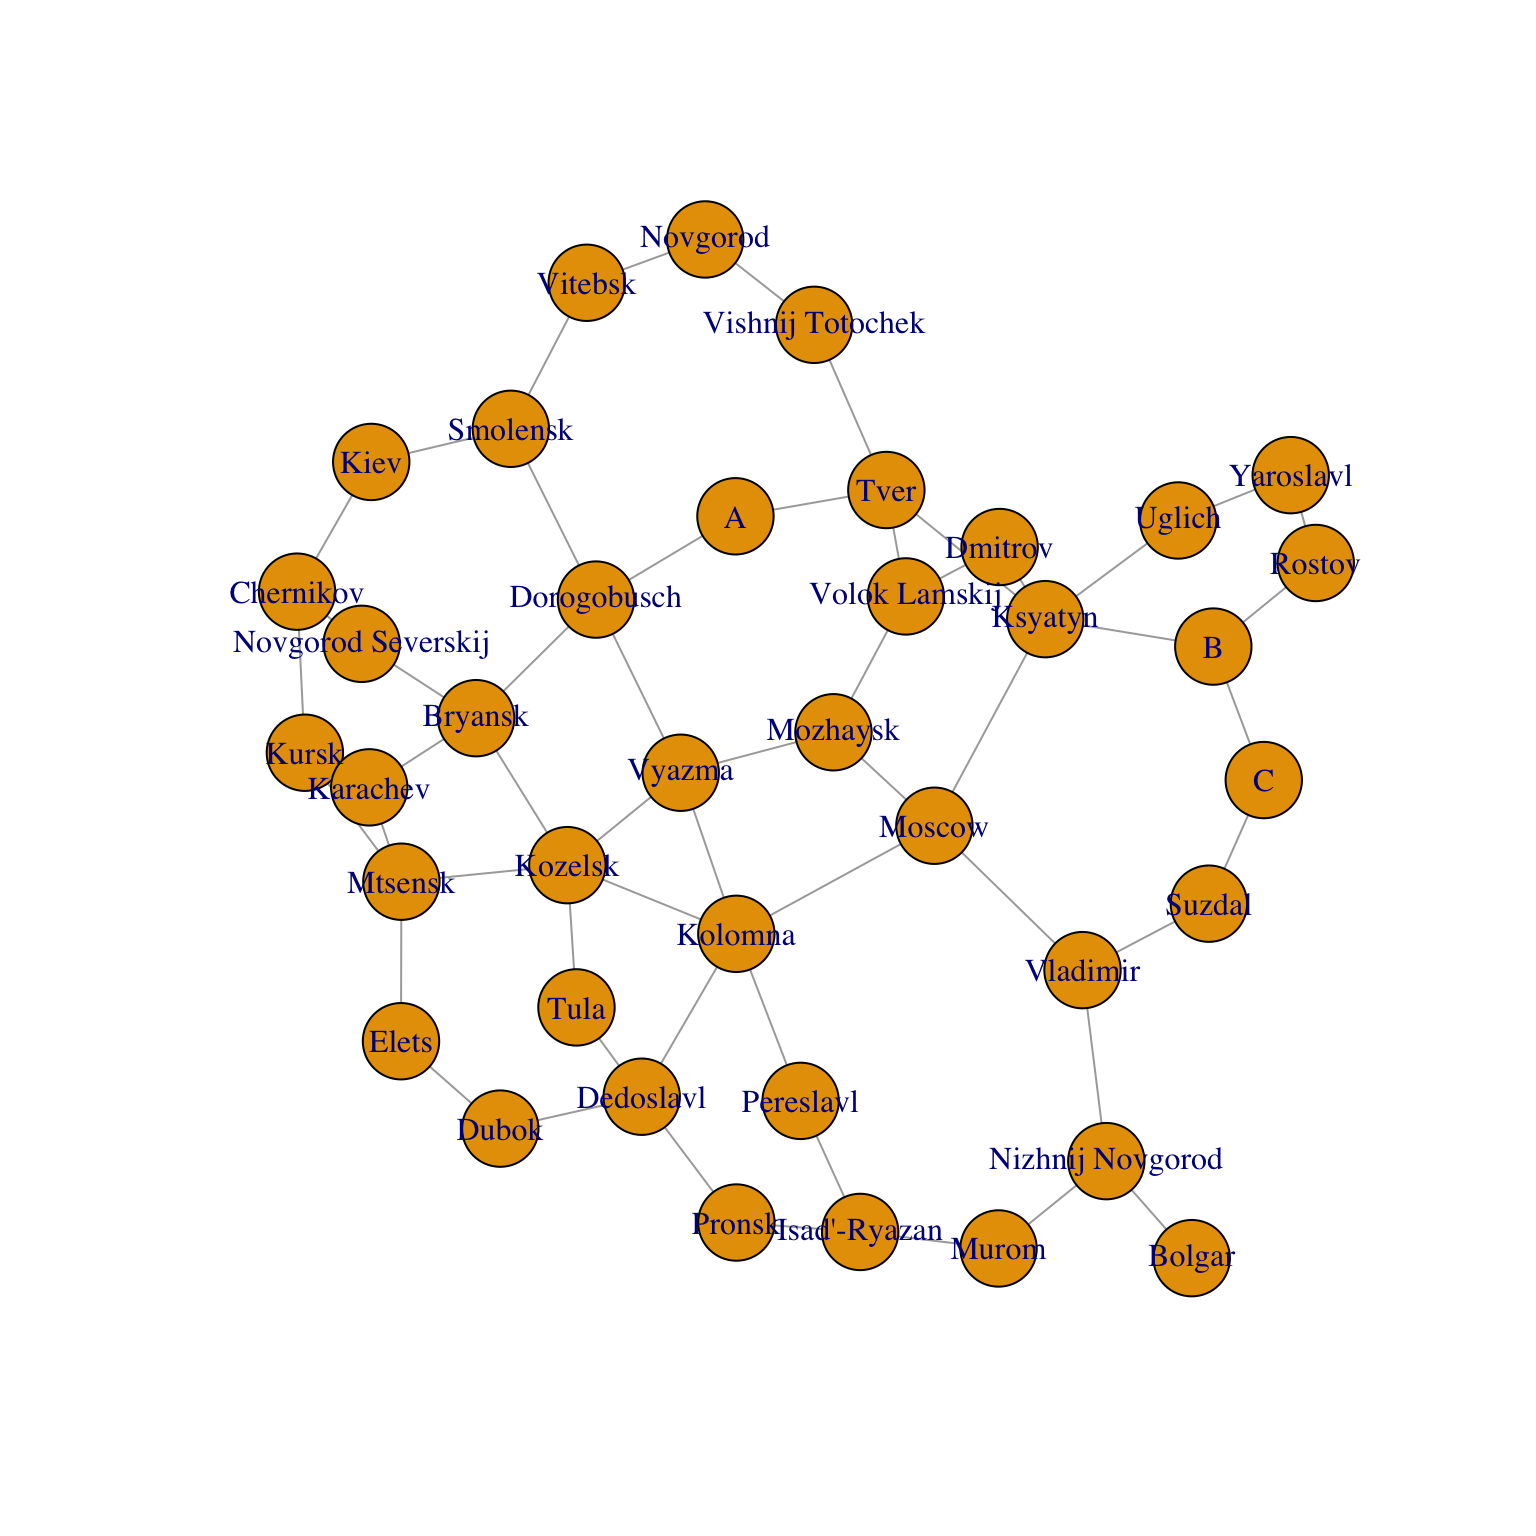 Novgorod
Vitebsk
Vishnij Totochek
Smolensk
Kiev
Yaroslavl
Tver
A
Uglich
Dmitrov
Rostov
Chernikov
Dorogobusch
Volok Lamskij
Ksyatyn
Novgorod Severskij
B
Bryansk
Mozhaysk
Kursk
Vyazma
C
Karachev
Moscow
Kozelsk
Mtsensk
Suzdal
Kolomna
Vladimir
Tula
Elets
Dedoslavl
Pereslavl
Dubok
Nizhnij Novgorod
Pronsk
Isad'-Ryazan
Murom
Bolgar